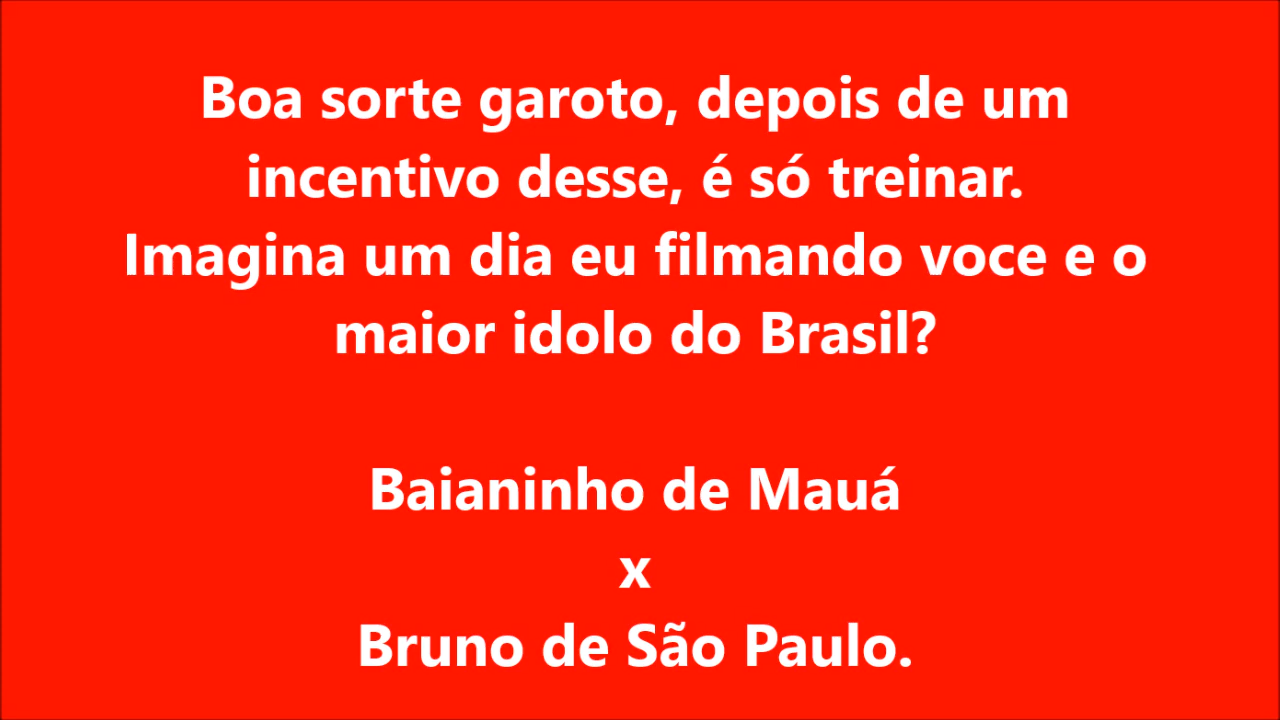 Boa sorte garoto, depois de um
incentivo desse, é só treinar.
Imagina um dia eu filmando voce e o
maior idolo do Brasil?
Baianinho de Mauá
x
Bruno de São Paulo.